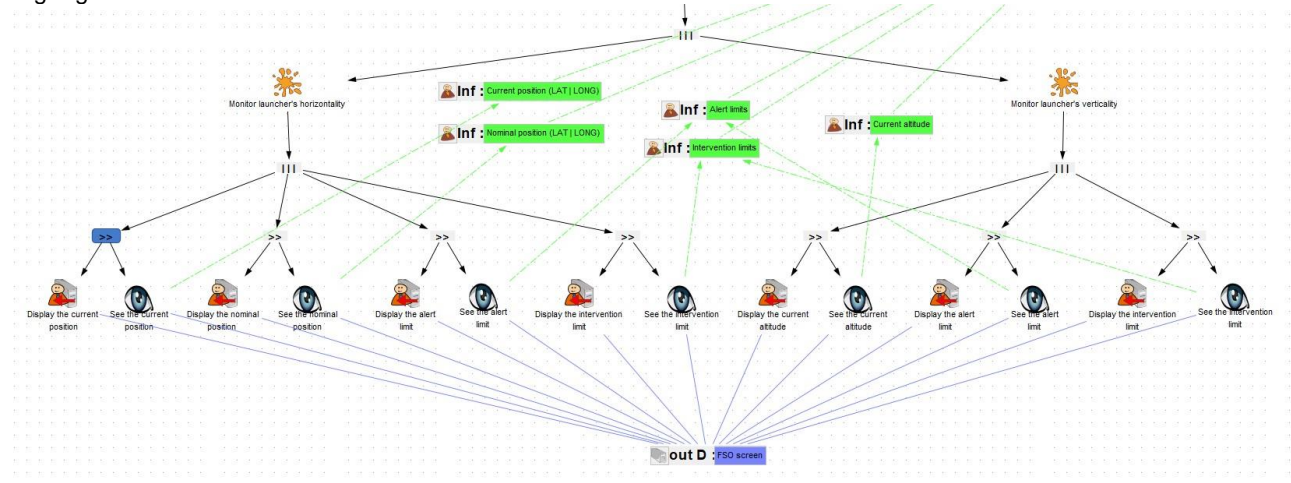 |||
Monitor launcher's horizontality
Inf : Current position (LAT | LONG)
Inf : Alert limits
Monitor launcher's verticality
Inf : Nominal position (LAT | LONG)
Inf : Current altitude
Inf : Intervention limits
|||
|||
>>
>>
>>
>>
>>
>>
>>
Display the current
position
See the current
position
Display the nominal
position
See the nominal
position
Display the alert
limit
See the alert
limit
Display the intervention
limit
See the intervention
limit
Display the current
altitude
See the current
altitude
Display the alert
limit
See the alert
limit
Display the intervention
limit
See the intervention
limit
out D : FSO screen